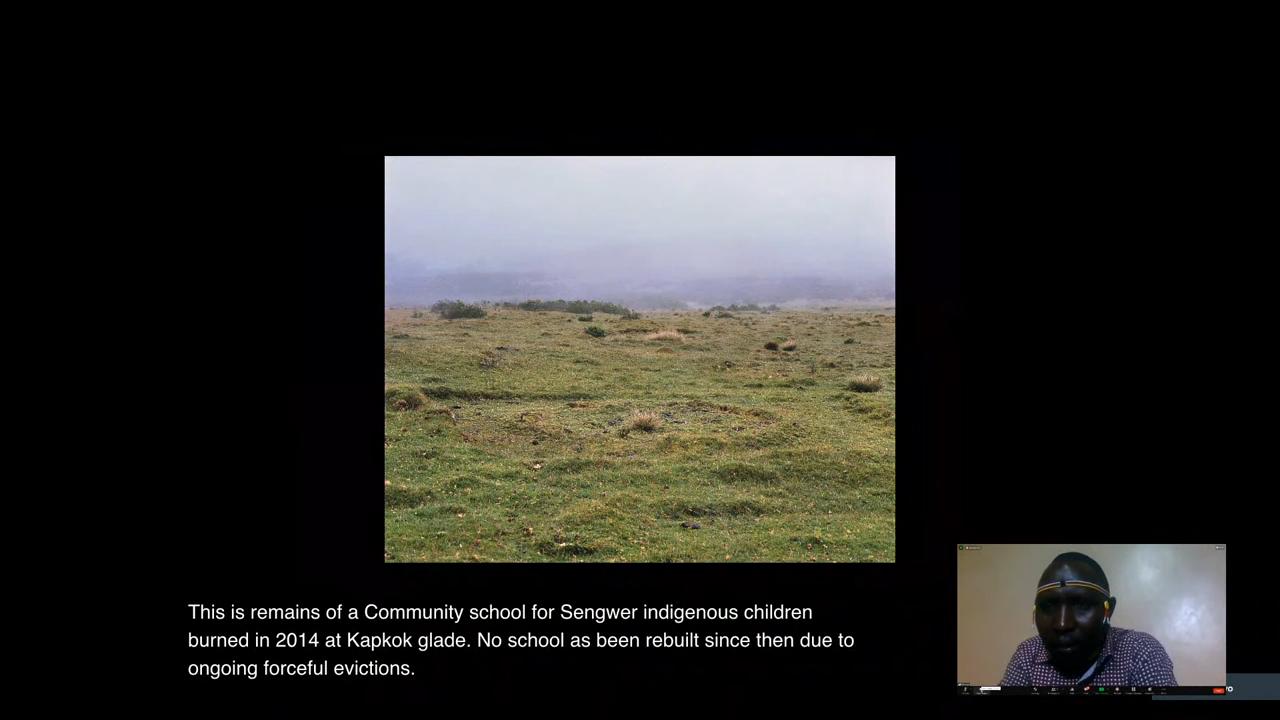 This is remains of a Community school for Sengwer indigenous children
burned in 2014 at Kapkok glade. No school as been rebuilt since then due to
ongoing forceful evictions.